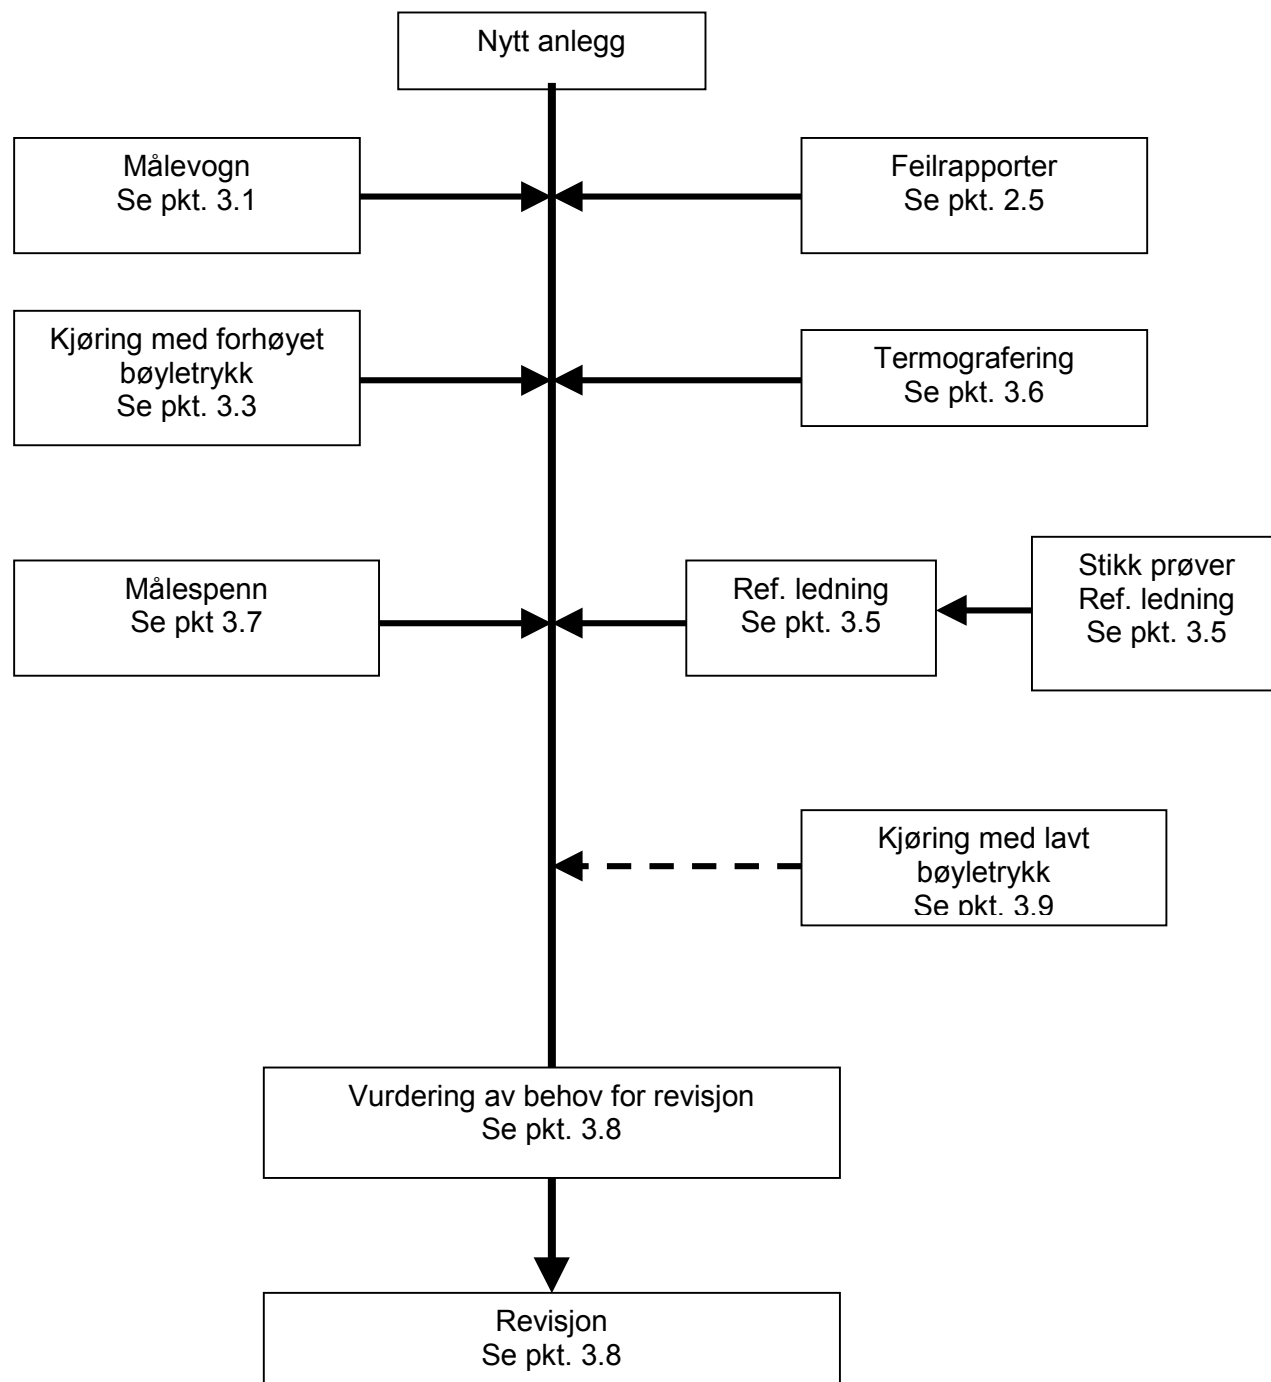 Nytt anlegg
Målevogn
Se pkt. 3.1
Feilrapporter
Se pkt. 2.5
Kjøring med forhøyet
bøyletrykk
Se pkt. 3.3
Termografering
Se pkt. 3.6
Målespenn
Se pkt 3.7
Ref. ledning
Se pkt. 3.5
Stikk prøver
Ref. ledning
Se pkt. 3.5
Kjøring med lavt
bøyletrykk
Se pkt. 3.9
Vurdering av behov for revisjon
Se pkt. 3.8
Revisjon
Se pkt. 3.8